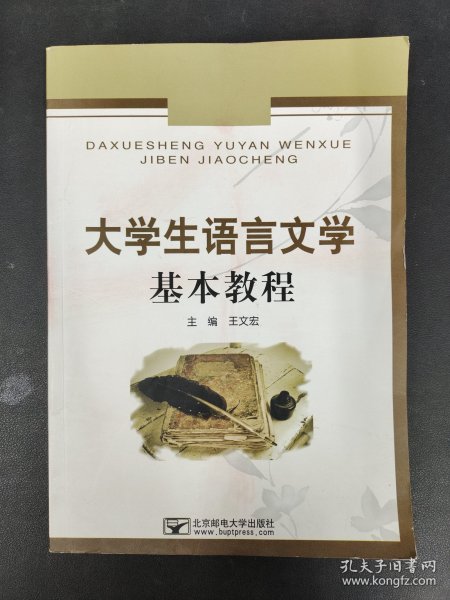 DAXUESHENG YUYAN WENXUE
JIBEN JIAOCHENG
大学生语言文学
基本教程
主 编 王文宏
北京邮电大学出版社
www.buptpress.com
孔夫子旧书网
www.kongfz.com